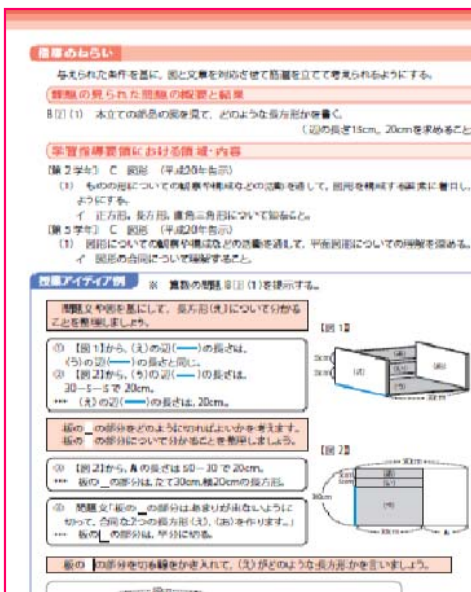 指導のねらい
与えられた条件を基に，図と文章を対応させて筋道を立てて考えられるようにする。
課題の見られた問題の概要と結果
B２(1) 本立ての部品の図を見て，どのような長方形かを書く。
（辺の長さ15cm，20cmを求めること
学習指導要領における領域・内容
〔第２学年〕 C 図形 （平成20年告示）
(1) ものの形についての観察や構成などの活動を通して，図形を構成する要素に着目し，
ようにする。
イ 正方形，長方形，直角三角形について知ること。
〔第５学年〕 C 図形 （平成20年告示）
(1) 図形についての観察や構成などの活動を通して，平面図形についての理解を深める。
イ 図形の合同について理解すること。
授業アイディア例 ※ 算数の問題B２(1)を提示する。
問題文や図を基にして，長方形(え)について分かる
ことを整理しましょう。
① 【図１】から，(え)の辺(━━)の長さは，
(う)の辺(━━)の長さと同じ。
② 【図２】から，(う)の辺(━━)の長さは，
30－5－5で20cm。
… (え)の辺(━━)の長さは，20cm。
【図１】
板の の部分をどのように切ればよいかを考えます。
板の の部分について分かることを整理しましょう。
③ 【図２】から，Aの長さは50－30で20cm。
… 板の の部分は，たて30cm，横20cmの長方形。
④ 問題文「板の の部分はあまりが出ないように
切って，合同な2つの長方形(え)，(お)を作ります。」
… 板の の部分は，半分に切る。
【図２】
50cm
30cm
30cm
A
板の の部分を切る線をかき入れて，(え)がどのような長方形かを言いましょう。